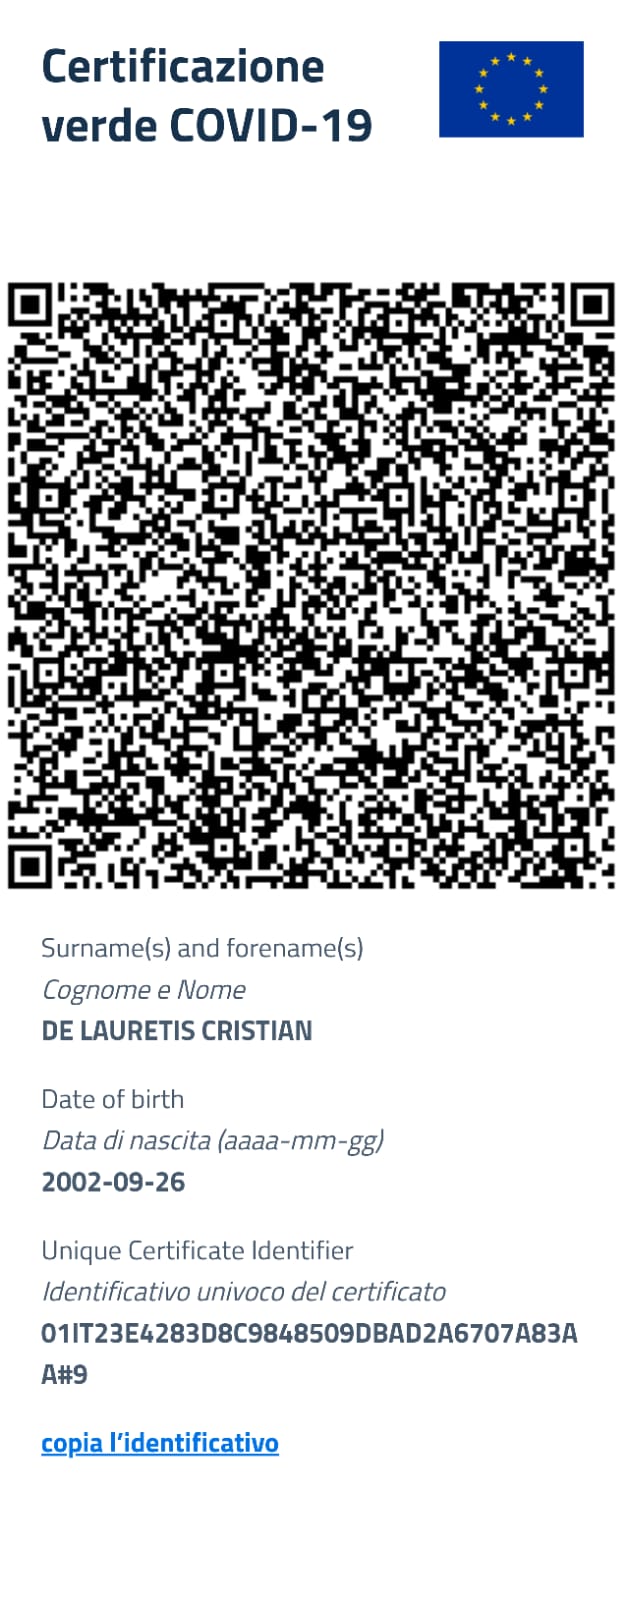 Certificazione
verde COVID-19
Surname(s) and forename(s)
Cognome e Nome
DE LAURETIS CRISTIAN
Date of birth
Data di nascita (aaaa-mm-gg)
2002-09-26
Unique Certificate Identifier
Identificativo univoco del certificato
01IT23E4283D8C9848509DBAD2A6707A83A
A#9
copia l’identificativo